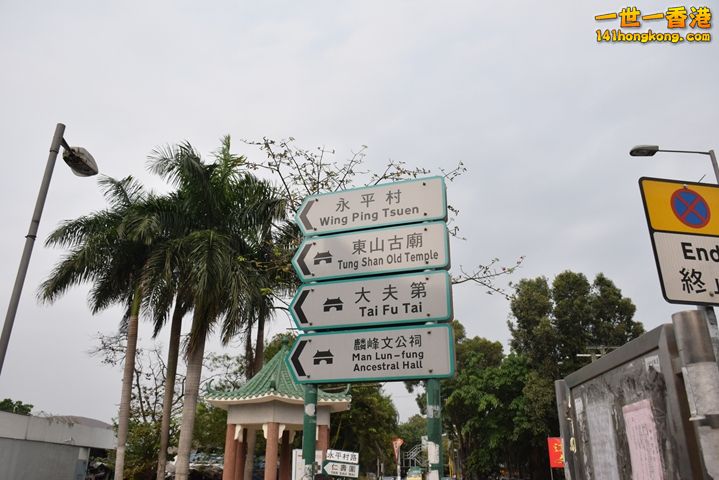 一世一香港
141hongkong.com
永平村
Wing Ping Tsuen
東山古廟
Tung Shan Old Temple
大夫第
Tai Fu Tai
麟峰文公祠
Man Lun-fung
Ancestral Hall
End
終
永平村路
仁壽圍